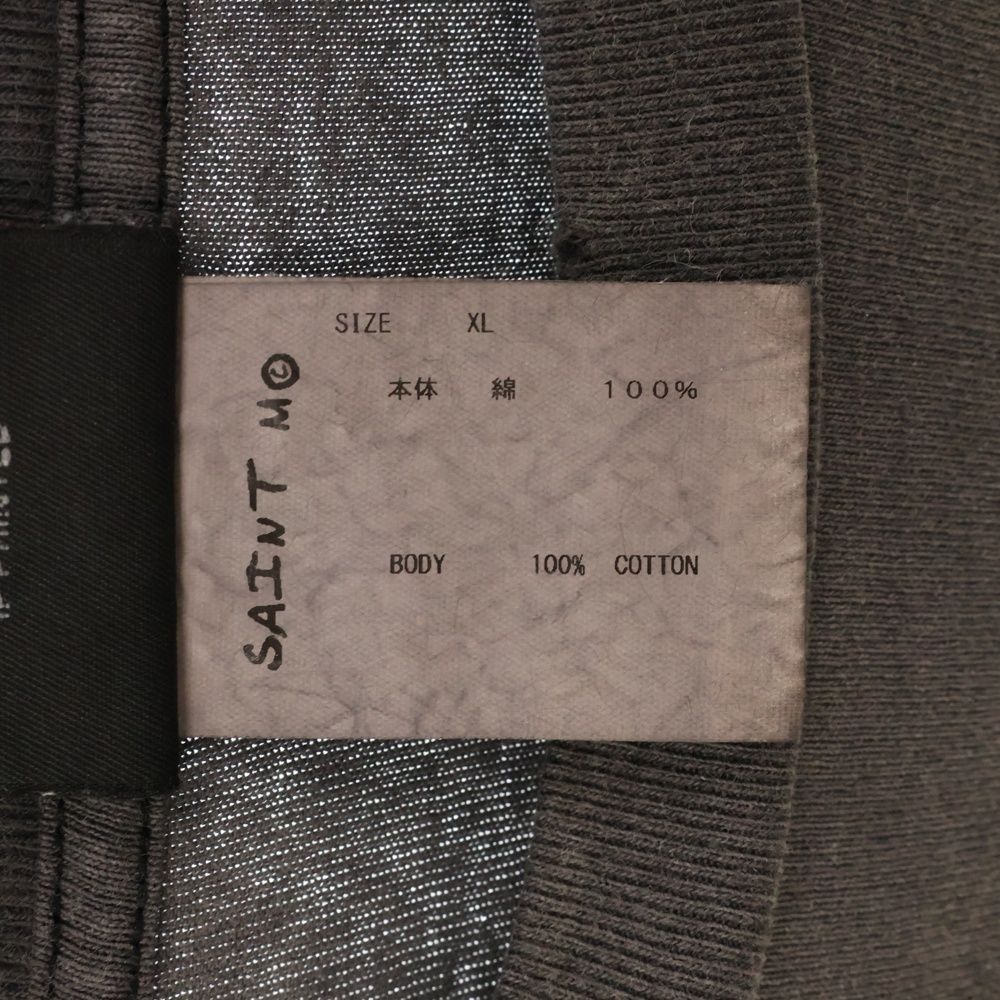 SIZE XL
本体 綿 １００％
BODY 100% COTTON
SAINT M